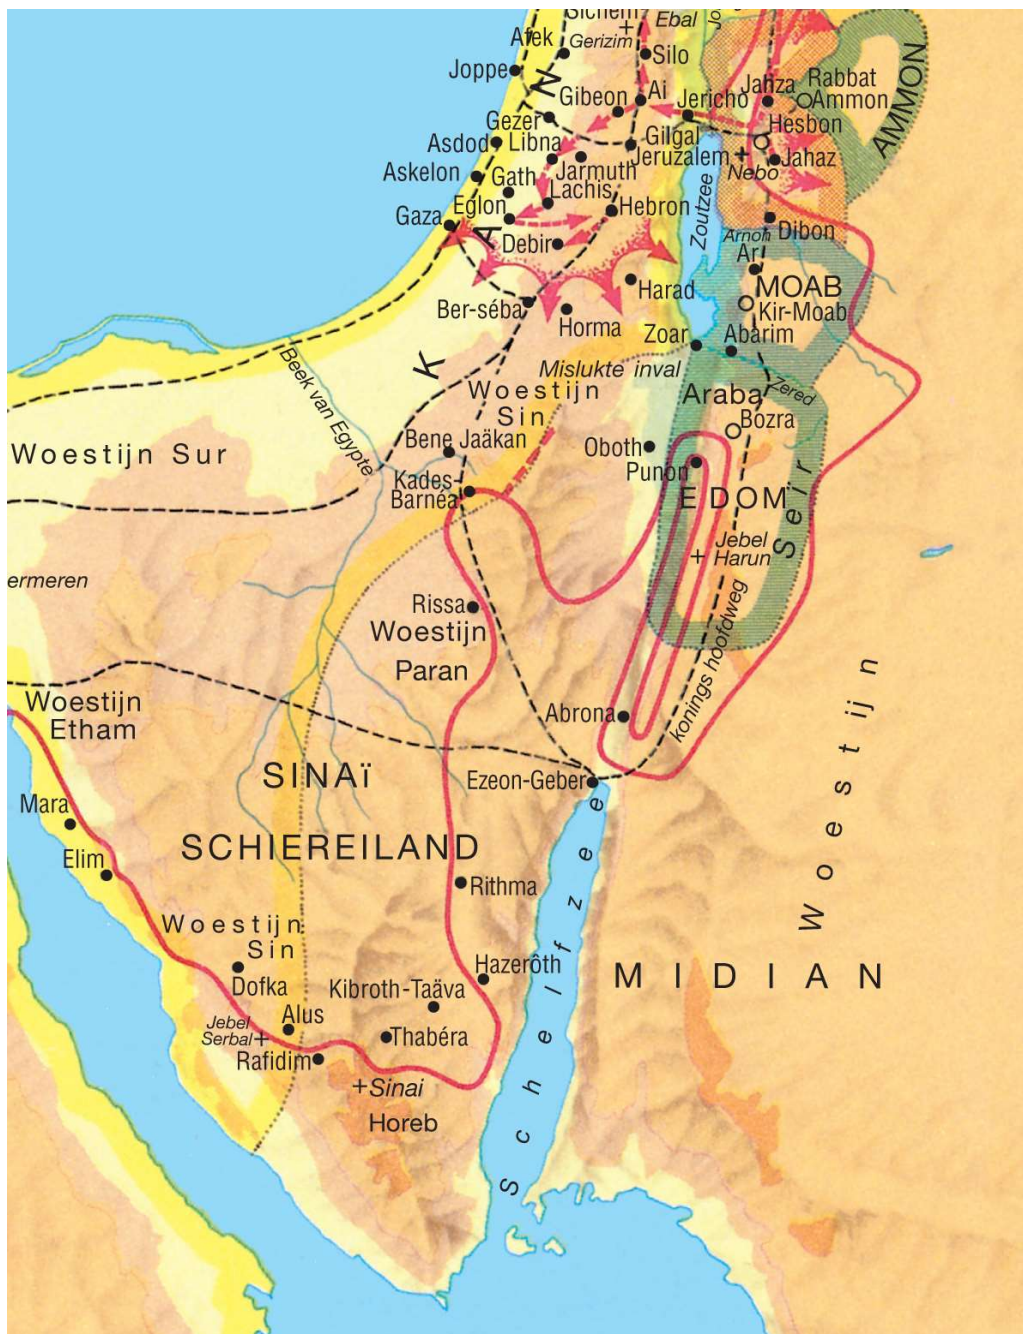 Sichem
Ebal
Afek
Gerizim
Silo
Joppe
N
Jahza
Rabbat
Ammon
AMMON
Gibeon
Ai
Jericho
Hesbon
Gezer
Gilgal
Asdod
Libna
Jeruzalem
Nebo
Jahaz
Jarmuth
Askelon
Gath
Lachis
Zoutzee
Gaza
Eglon
Hebron
A
Debir
Arnon
Dibon
Ar
MOAB
Harad
Kir-Moab
Ber-séba
Horma
Zoar
Abarim
K
Mislukte inval
Zered
Beek van Egypte
Woestijn
Sin
Araba
Bozra
Woestijn Sur
Bene Jaäkan
Oboth
Punon
Kades-
Barnéa
EDOM
Seïr
Jebel
Harun
ermeren
Rissa
Woestijn
Paran
konings hoofdweg
Woestijn
Woestijn
Etham
Abrona
SINAï
Ezeon-Geber
Mara
SCHIEREILAND
Elim
Rithma
Woestijn
Sin
Schelfzee
Dofka
Hazerôth
MIDIAN
Kibroth-Taäva
Alus
Jebel
Serbal
Thabéra
Rafidim
Sinai
Horeb